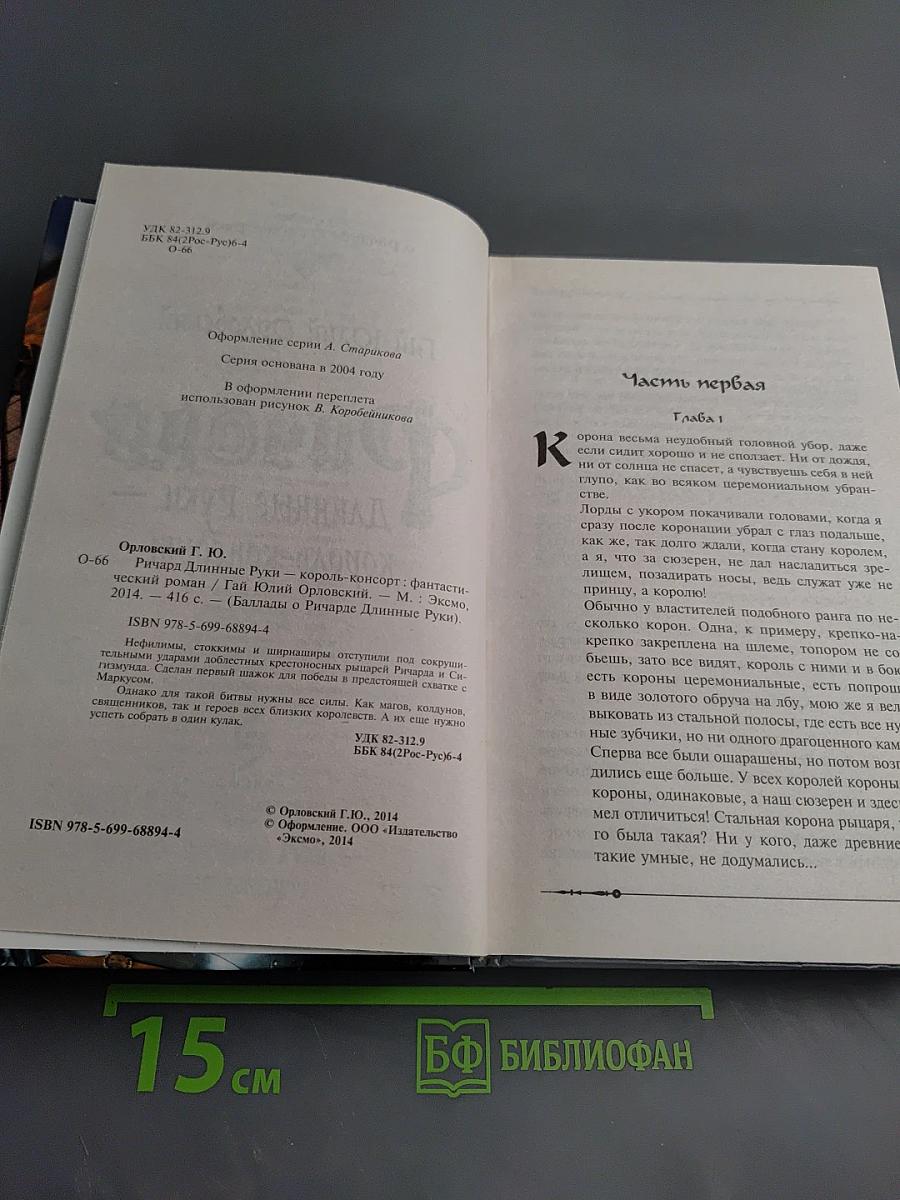 УДК 82-312.9
ББК 84(2Рос-Рус)6-4
О-66
Оформление серии А. Старикова
Серия основана в 2004 году
В оформлении переплета
использован рисунок В. Коробейникова
Орловский Г. Ю.
О-66 Ричард Длинные Руки — король-консорт : фантасти-
ческий роман / Гай Юлий Орловский. — М. : Эксмо,
2014. — 416 с. — (Баллады о Ричарде Длинные Руки).
ISBN 978-5-699-68894-4
Нефилимы, стоккимы и ширнаширы отступили под сокруши-
тельными ударами доблестных крестоносных рыцарей Ричарда и Си-
гизмунда. Сделан первый шажок для победы в предстоящей схватке с
Маркусом.
Однако для такой битвы нужны все силы. Как магов, колдунов,
священников, так и героев всех близких королевств. А их еще нужно
успеть собрать в один кулак.
УДК 82-312.9
ББК 84(2Рос-Рус)6-4
© Орловский Г.Ю., 2014
© Оформление. ООО «Издательство
«Эксмо», 2014
ISBN 978-5-699-68894-4
Часть первая
Глава 1
Корона весьма неудобный головной убор, даже
если сидит хорошо и не сползает. Ни от дождя,
ни от солнца не спасет, а чувствуешь себя в ней
глупо, как во всяком церемониальном убран-
стве.
Лорды с укором покачивали головами, когда я
сразу после коронации убрал с глаз подальше,
как же, так долго ждали, когда стану королем,
а я, что за сюзерен, не дал насладиться зре-
лищем, позадирать носы, ведь служат уже не
принцу, а королю!
Обычно у властителей подобного ранга по не-
сколько корон. Одна, к примеру, крепко-на-
крепко закреплена на шлеме, топором не со
бьешь, зато все видят, король с ними и в бою
есть короны церемониальные, есть попрощ
в виде золотого обруча на лбу, мою же я вел
выковать из стальной полосы, где есть все ну
ные зубчики, но ни одного драгоценного кам
Сперва все были ошарашены, но потом возг
дились еще больше. У всех королей короны
короны, одинаковые, а наш сюзерен и здес
мел отличиться! Стальная корона рыцаря,
го была такая? Ни у кого, даже древние
такие умные, не додумались...
15 см
БФ БИБЛИОФАН